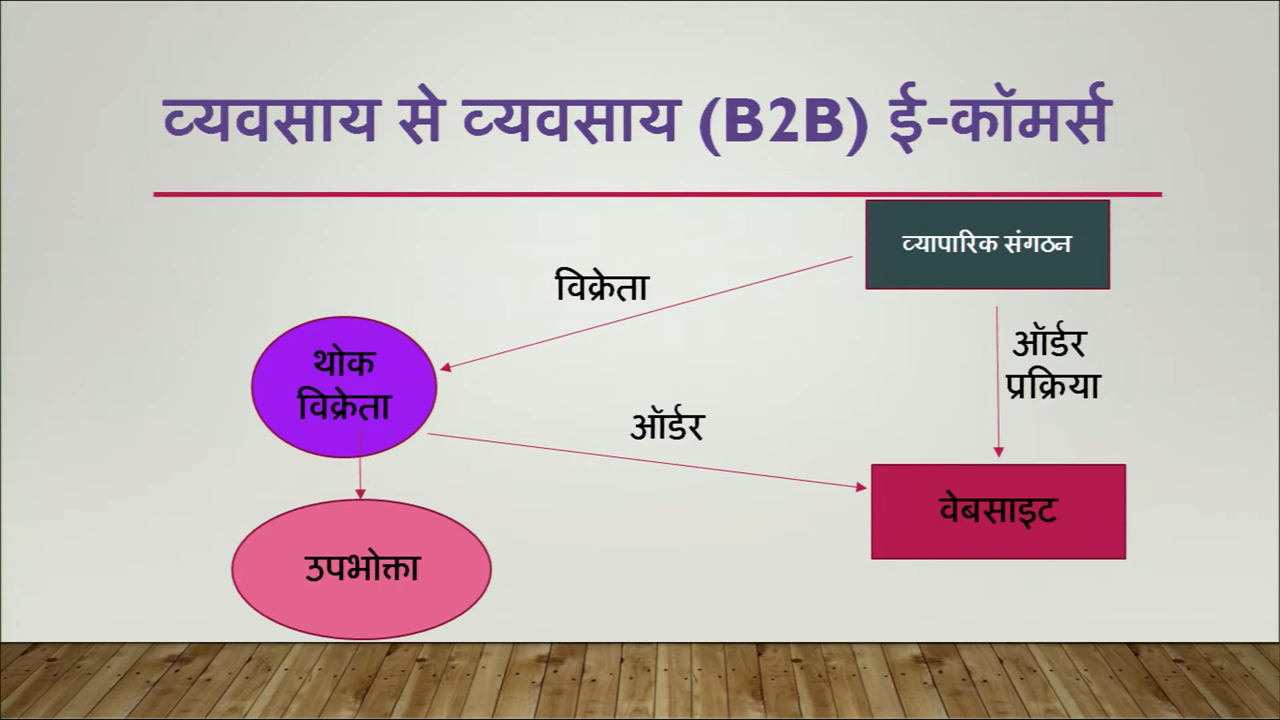 व्यवसाय से व्यवसाय (B2B) ई-कॉमर्स
व्यापारिक संगठन
विक्रेता
थोक
विक्रेता
ऑर्डर
प्रक्रिया
ऑर्डर
वेबसाइट
उपभोक्ता